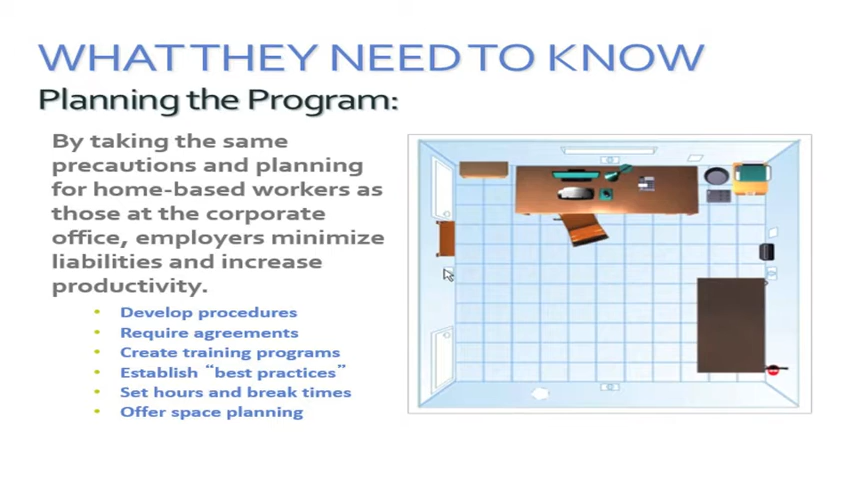 WHAT THEY NEED TO KNOW
Planning the Program:
By taking the same
precautions and planning
for home-based workers as
those at the corporate
office, employers minimize
liabilities and increase
productivity.
• Develop procedures
• Require agreements
• Create training programs
• Establish “best practices”
• Set hours and break times
• Offer space planning